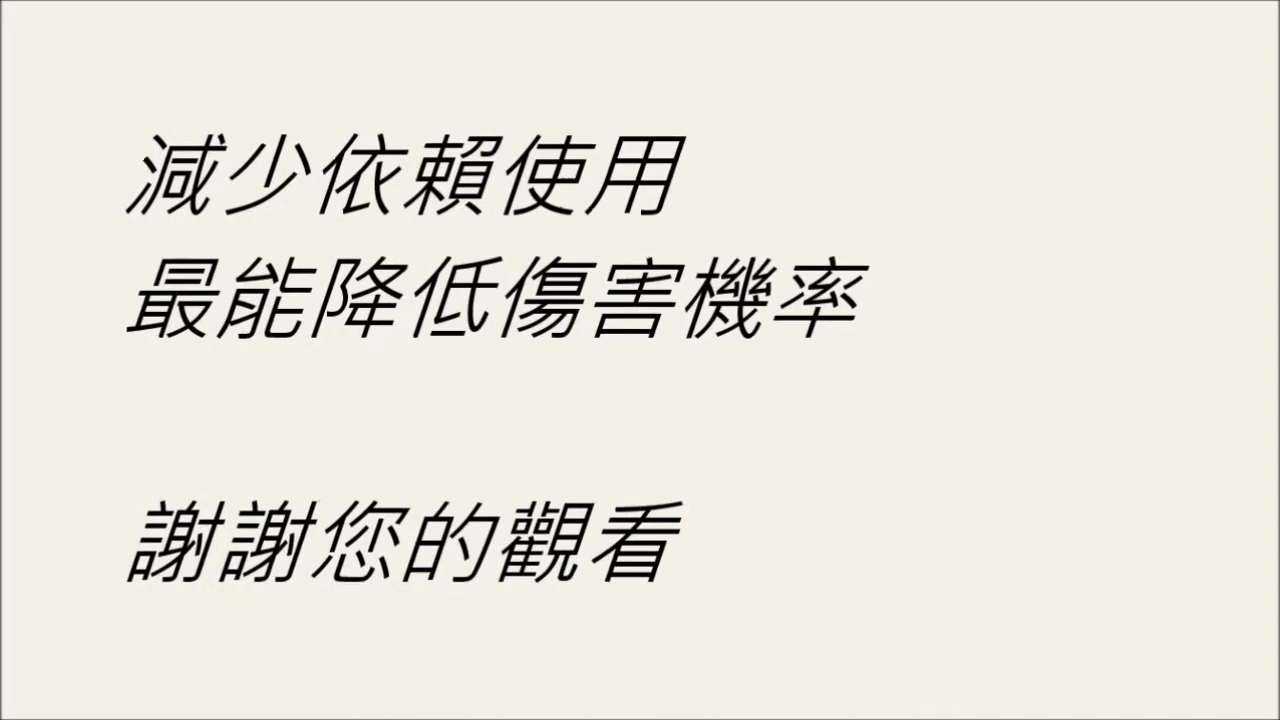 減少依賴使用
最能降低傷害機率
謝謝您的觀看